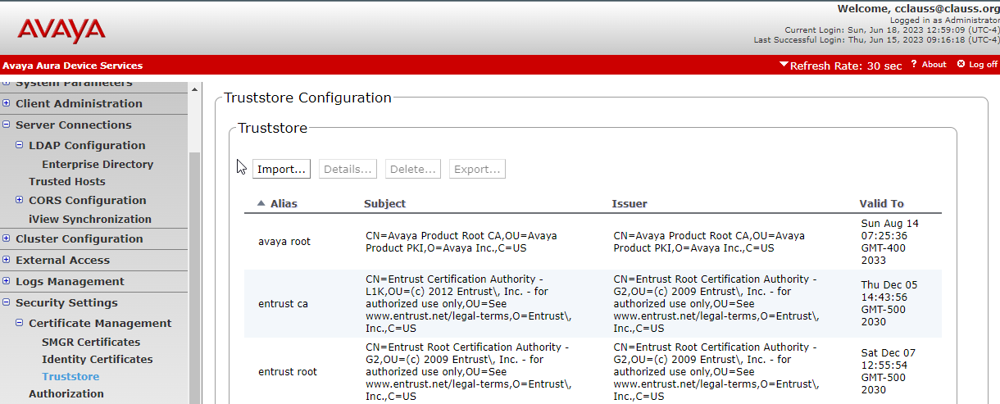 Welcome, cclauss@clauss.org
Logged in as Administrator
Current Login: Sun, Jun 18, 2023 12:59:09 (UTC-4)
Last Successful Login: Thu, Jun 15, 2023 09:16:18 (UTC-4)
AVAYA
Avaya Aura Device Services
Refresh Rate: 30 sec ? About Log off
System Parameters
Client Administration
Server Connections
LDAP Configuration
Enterprise Directory
Trusted Hosts
CORS Configuration
iView Synchronization
Cluster Configuration
External Access
Logs Management
Security Settings
Certificate Management
SMGR Certificates
Identity Certificates
Truststore
Authorization
Truststore Configuration
Truststore
Import... Details... Delete... Export...
Alias Subject Issuer Valid To
avaya root
CN=Avaya Product Root CA,OU=Avaya
Product PKI,O=Avaya Inc.,C=US
CN=Avaya Product Root CA,OU=Avaya
Product PKI,O=Avaya Inc.,C=US
Sun Aug 14
07:25:36
GMT-400
2033
entrust ca
CN=Entrust Certification Authority -
L1K,OU=(c) 2012 Entrust\, Inc. - for
authorized use only,OU=See
www.entrust.net/legal-terms,O=Entrust\,
Inc.,C=US
CN=Entrust Root Certification Authority -
G2,OU=(c) 2009 Entrust\, Inc. - for
authorized use only,OU=See
www.entrust.net/legal-terms,O=Entrust\,
Inc.,C=US
Thu Dec 05
14:43:56
GMT-500
2030
entrust root
CN=Entrust Root Certification Authority -
G2,OU=(c) 2009 Entrust\, Inc. - for
authorized use only,OU=See
www.entrust.net/legal-terms,O=Entrust\,
Inc.,C=US
CN=Entrust Root Certification Authority -
G2,OU=(c) 2009 Entrust\, Inc. - for
authorized use only,OU=See
www.entrust.net/legal-terms,O=Entrust\,
Inc.,C=US
Sat Dec 07
12:55:54
GMT-500
2030